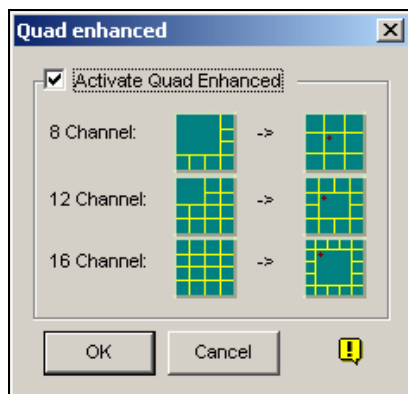 Quad enhanced
Activate Quad Enhanced
8 Channel: ->
12 Channel: ->
16 Channel: ->
OK Cancel !